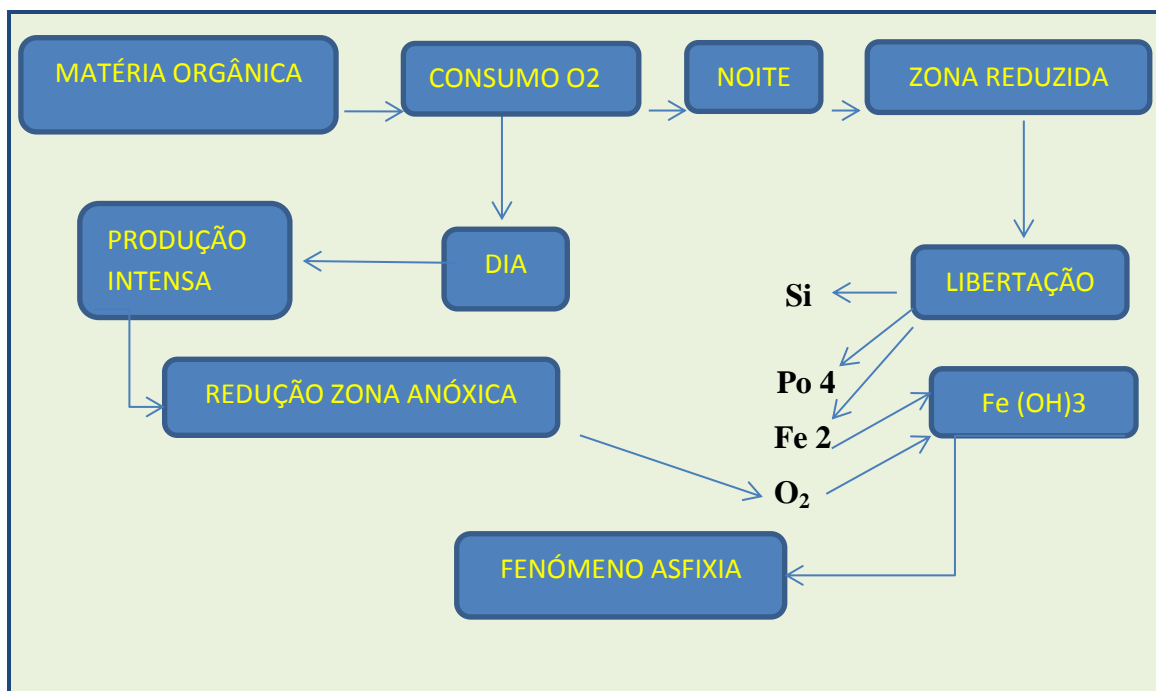 MATÉRIA ORGÂNICA
CONSUMO O2
NOITE
ZONA REDUZIDA
PRODUÇÃO
INTENSA
DIA
LIBERTAÇÃO
Si
REDUÇÃO ZONA ANÓXICA
Po 4
Fe (OH)3
Fe 2
O₂
FENÓMENO ASFIXIA